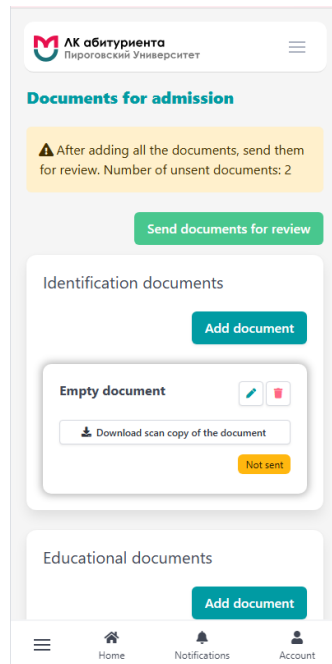 ЛК абитуриента
Пироговский Университет
Documents for admission
After adding all the documents, send them
for review. Number of unsent documents: 2
Send documents for review
Identification documents
Add document
Empty document
Download scan copy of the document
Not sent
Educational documents
Add document
Home
Notifications
Account